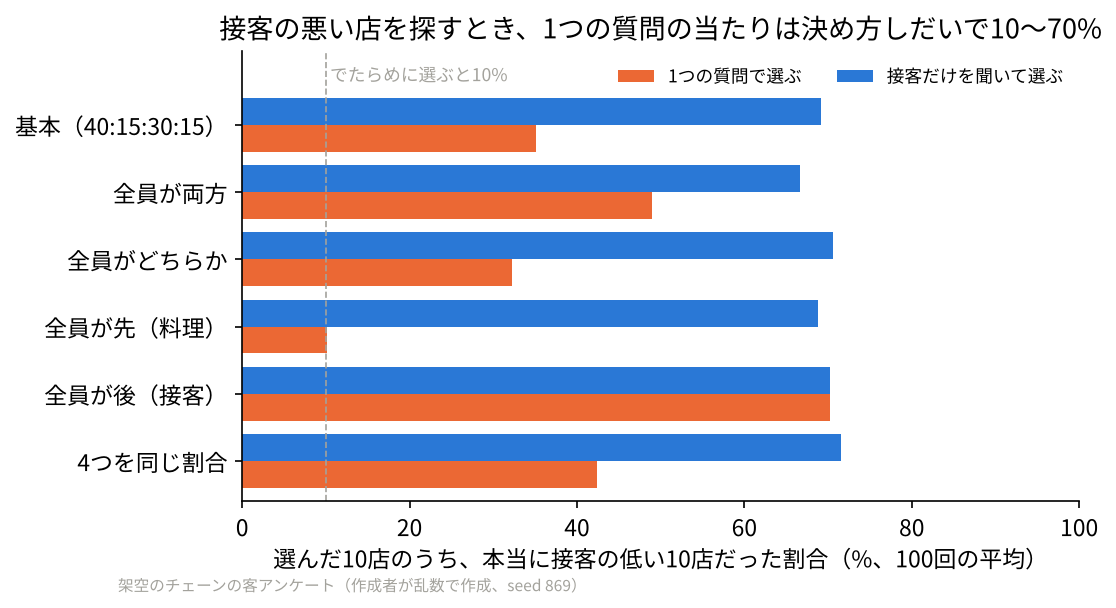 接客の悪い店を探すとき、1つの質問の当たりは決め方しだいで10〜70%
でたらめに選ぶと10%
1つの質問で選ぶ
接客だけを聞いて選ぶ
基本（40:15:30:15）
全員が両方
全員がどちらか
全員が先（料理）
全員が後（接客）
4つを同じ割合
0 20 40 60 80 100
選んだ10店のうち、本当に接客の低い10店だった割合（%、100回の平均）
架空のチェーンの客アンケート（作成者が乱数で作成、seed 869）